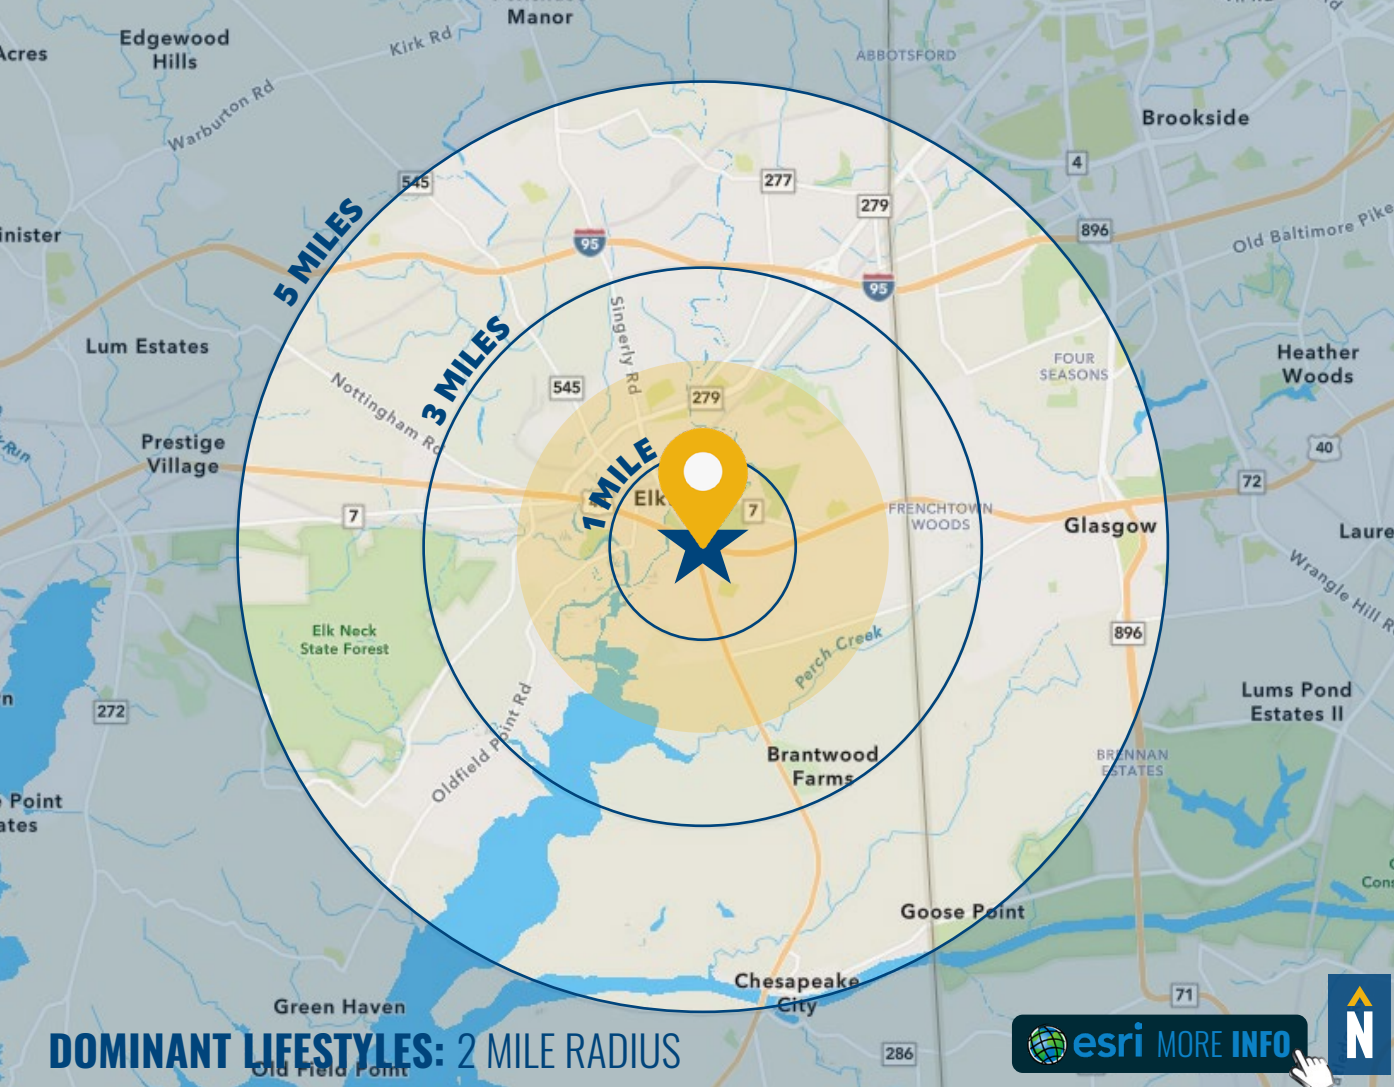 Manor
Edgewood
Hills
Kirk Rd
Acres
ABBOTSFORD
Warburton Rd
Brookside
4
545
277
279
5 MILES
896
Old Baltimore Pike
inister
95
95
Singerly Rd
3 MILES
Lum Estates
FOUR
SEASONS
Heather
Woods
Nottingham Rd
545
279
Prestige
Village
Run
1 MILE
40
72
Elk
7
7
FRENCHTOWN
WOODS
Glasgow
Laure
Wrangle Hill R
Elk Neck
State Forest
Perch Creek
896
272
Oldfield Point Rd
Lums Pond
Estates II
Brantwood
Farms
BRENNAN
ESTATES
Point
ates
Cons
Goose Point
Chesapeake
City
71
Green Haven
DOMINANT LIFESTYLES: 2 MILE RADIUS
Old Field Point
286
esri MORE INFO
N